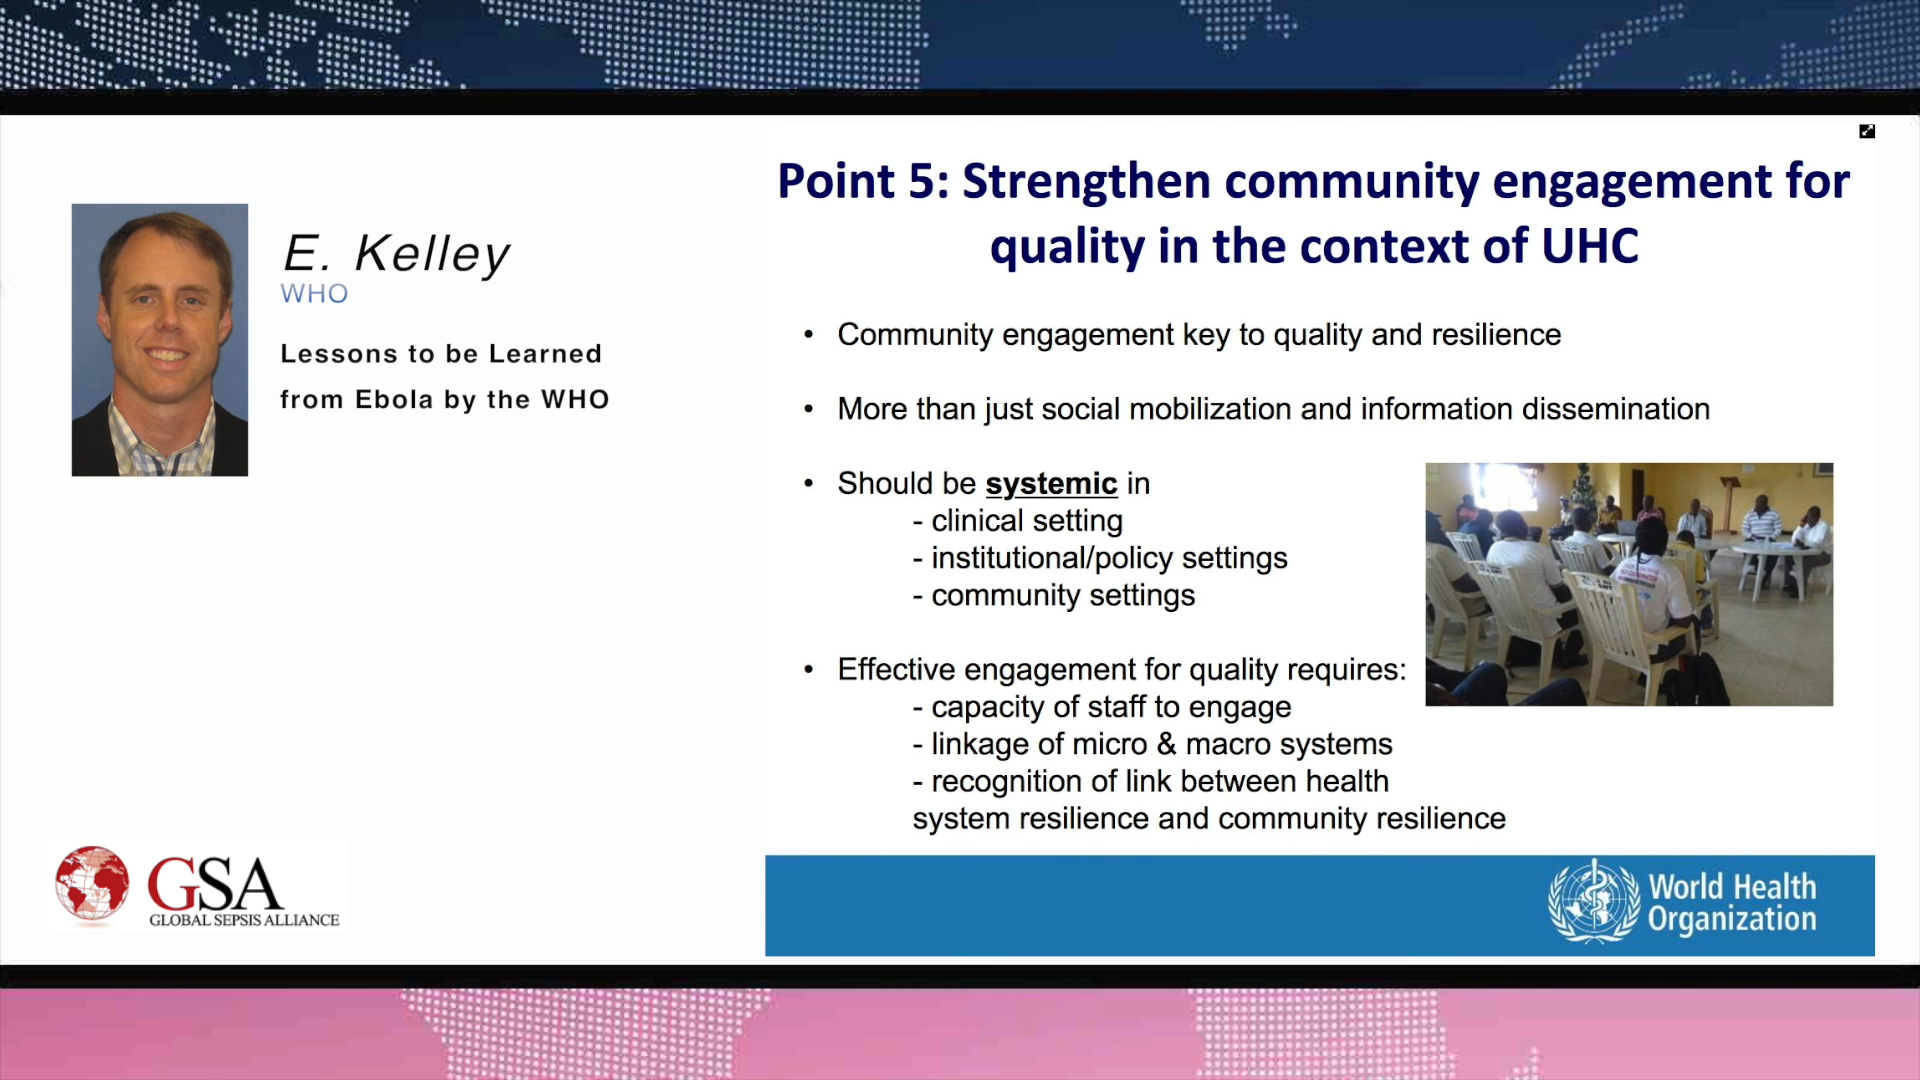 E. Kelley
WHO
Lessons to be Learned
from Ebola by the WHO
GSA
GLOBAL SEPSIS ALLIANCE
Point 5: Strengthen community engagement for
quality in the context of UHC
• Community engagement key to quality and resilience
• More than just social mobilization and information dissemination
• Should be systemic in
- clinical setting
- institutional/policy settings
- community settings
• Effective engagement for quality requires:
- capacity of staff to engage
- linkage of micro & macro systems
- recognition of link between health
system resilience and community resilience
World Health
Organization